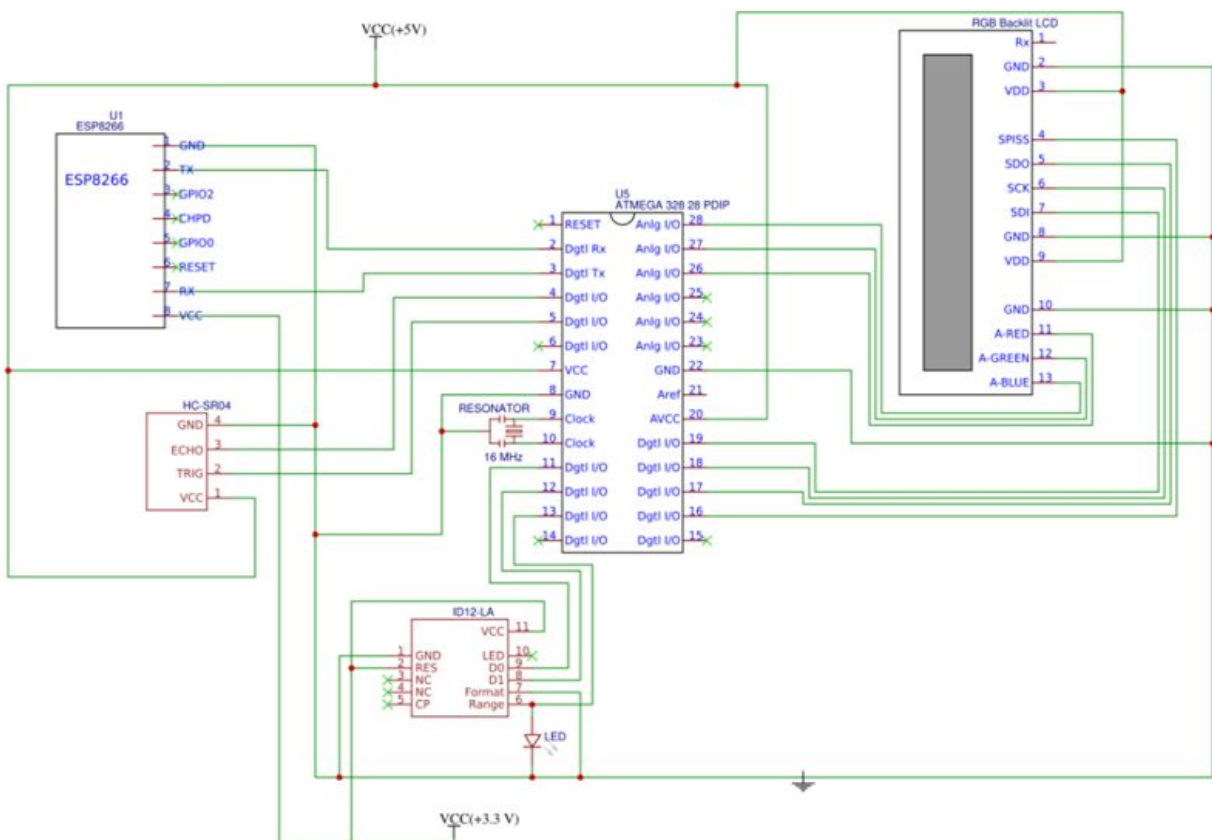 VCC(+5V)
RGB Backlit LCD
Rx 1
GND 2
VDD 3
SPISS 4
SDO 5
SCK 6
SDI 7
GND 8
VDD 9
GND 10
A-RED 11
A-GREEN 12
A-BLUE 13
U1
ESP8266
ESP8266
1 GND
2 TX
3 GPIO2
4 CHPD
5 GPIO0
6 RESET
7 RX
8 VCC
U5
ATMEGA 328 28 PDIP
1 RESET Anlg I/O 28
2 Dgtl Rx Anlg I/O 27
3 Dgtl Tx Anlg I/O 26
4 Dgtl I/O Anlg I/O 25
5 Dgtl I/O Anlg I/O 24
6 Dgtl I/O Anlg I/O 23
7 VCC GND 22
8 GND Aref 21
9 Clock AVCC 20
10 Clock Dgtl I/O 19
11 Dgtl I/O Dgtl I/O 18
12 Dgtl I/O Dgtl I/O 17
13 Dgtl I/O Dgtl I/O 16
14 Dgtl I/O Dgtl I/O 15
RESONATOR
16 MHz
HC-SR04
GND 4
ECHO 3
TRIG 2
VCC 1
ID12-LA
VCC 11
1 GND LED 10
2 RES D0 9
3 NC D1 8
4 NC Format 7
5 CP Range 6
LED
VCC(+3.3 V)